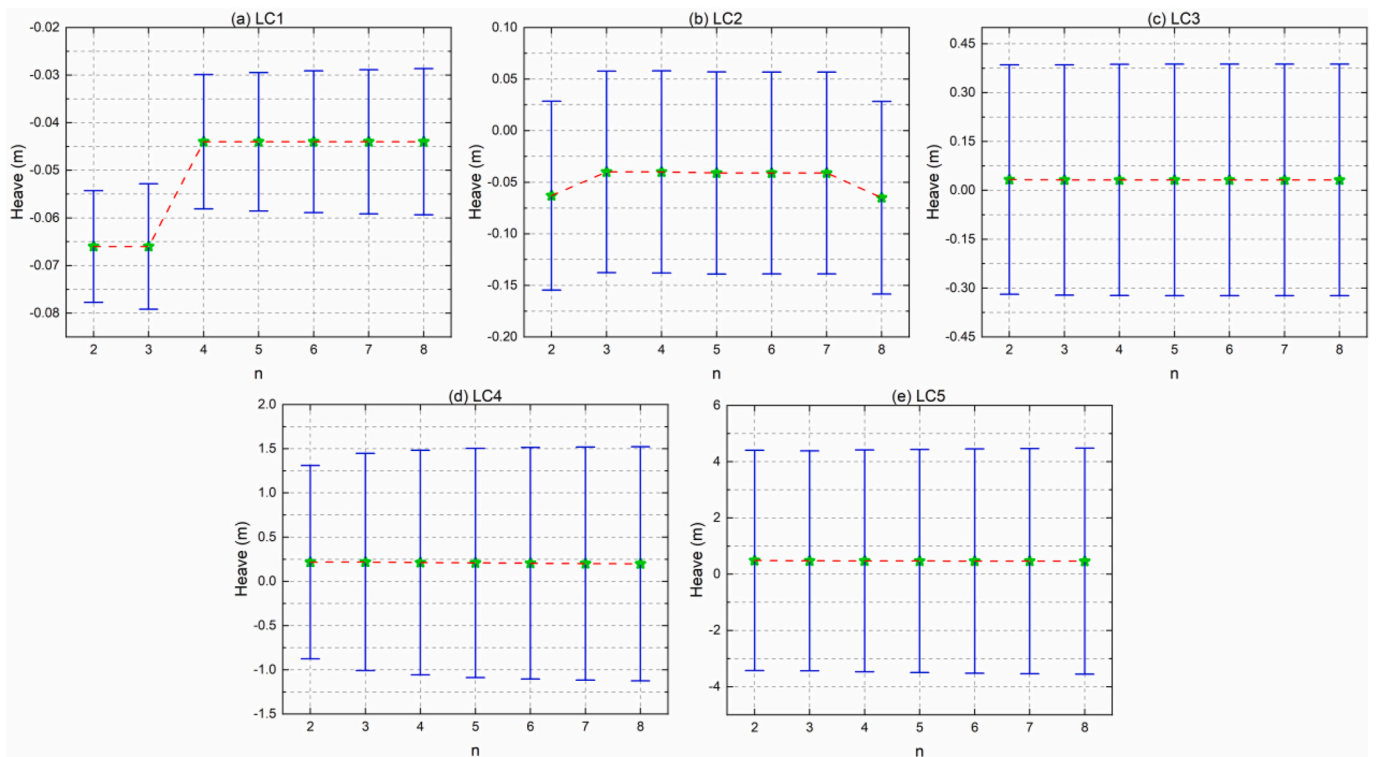 (a) LC1
-0.02
-0.03
-0.04
-0.05
-0.06
-0.07
-0.08
Heave (m)
2 3 4 5 6 7 8
n
(b) LC2
0.10
0.05
0.00
-0.05
-0.10
-0.15
-0.20
Heave (m)
2 3 4 5 6 7 8
n
(c) LC3
0.45
0.30
0.15
0.00
-0.15
-0.30
-0.45
Heave (m)
2 3 4 5 6 7 8
n
(d) LC4
2.0
1.5
1.0
0.5
0.0
-0.5
-1.0
-1.5
Heave (m)
2 3 4 5 6 7 8
n
(e) LC5
6
4
2
0
-2
-4
Heave (m)
2 3 4 5 6 7 8
n